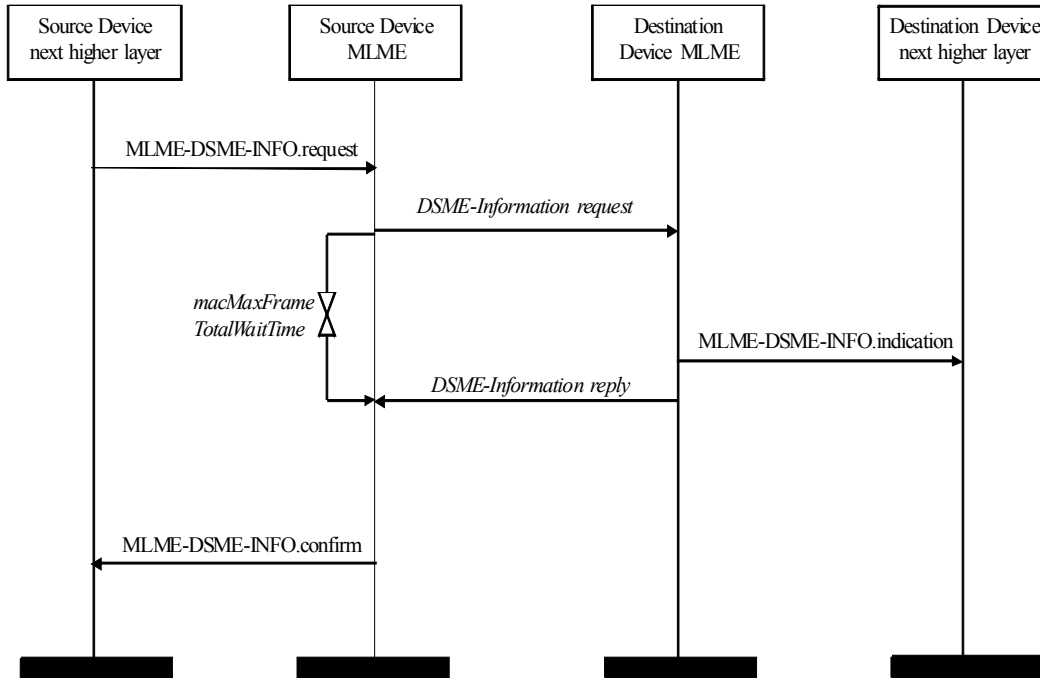 Source Device
next higher layer
Source Device
MLME
Destination
Device MLME
Destination Device
next higher layer
MLME-DSME-INFO.request
DSME-Information request
macMaxFrame
TotalWaitTime
MLME-DSME-INFO.indication
DSME-Information reply
MLME-DSME-INFO.confirm